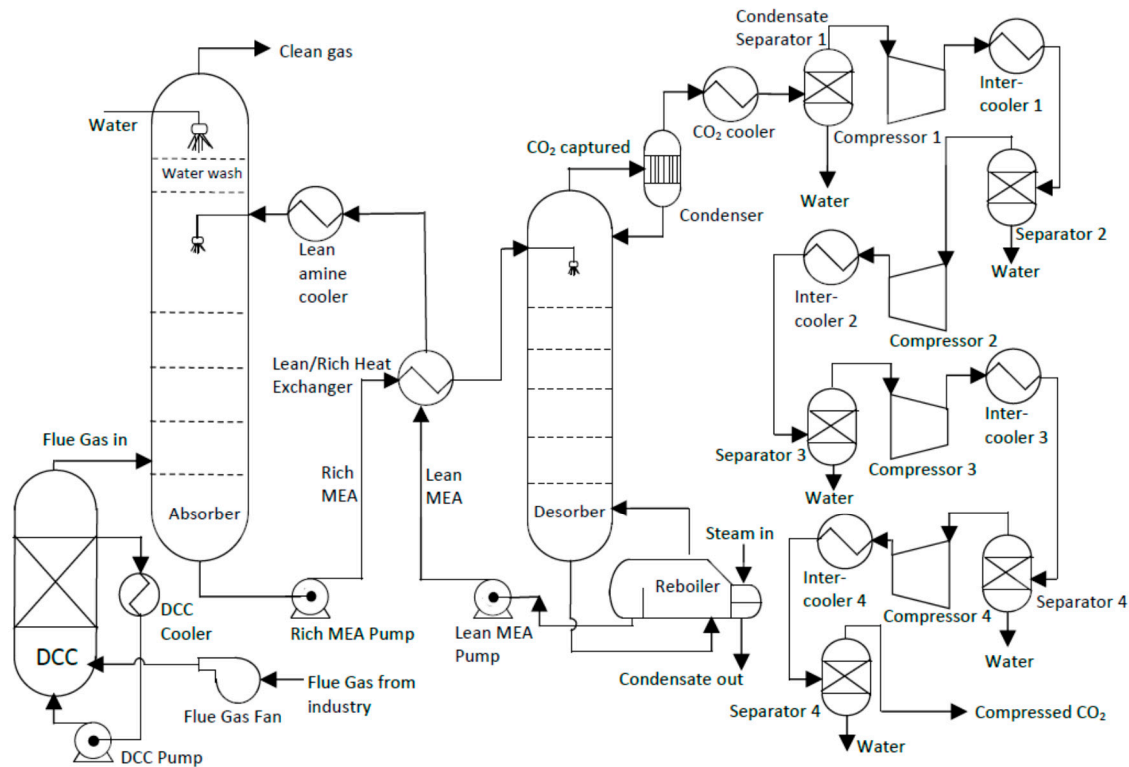 Clean gas
Water
Water wash
Lean
amine
cooler
Lean/Rich Heat
Exchanger
Flue Gas in
Absorber
Rich
MEA
Lean
MEA
DCC
DCC
Cooler
Flue Gas Fan
Flue Gas from
industry
DCC Pump
Rich MEA Pump
Lean MEA
Pump
CO₂ captured
Condenser
Desorber
Reboiler
Steam in
Condensate out
CO₂ cooler
Condensate
Separator 1
Water
Compressor 1
Inter-
cooler 1
Separator 2
Water
Inter-
cooler 2
Compressor 2
Separator 3
Water
Compressor 3
Inter-
cooler 3
Inter-
cooler 4
Compressor 4
Separator 4
Water
Separator 4
Water
Compressed CO₂